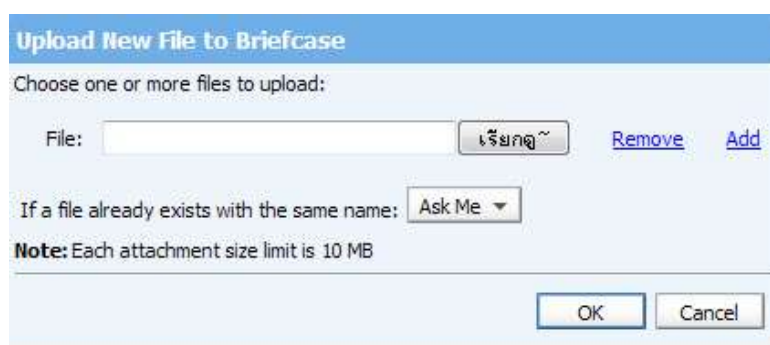 Upload New File to Briefcase
Choose one or more files to upload:
File: เรียกดู~ Remove Add
If a file already exists with the same name: Ask Me
Note: Each attachment size limit is 10 MB
OK Cancel